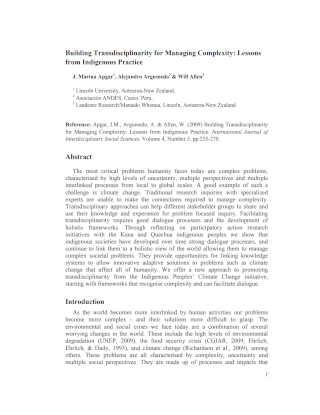 Building Transdisciplinarity for Managing Complexity: Lessons
from Indigenous Practice
J. Marina Apgar1, Alejandro Argumedo2 & Will Allen3
1 Lincoln University, Aotearoa-New Zealand
2 Asociación ANDES, Cusco, Peru,
3 Landcare Research/Manaaki Whenua, Lincoln, Aotearoa-New Zealand
Reference: Apgar, J.M., Argumedo, A. & Allen, W. (2009) Building Transdisciplinarity
for Managing Complexity: Lessons from Indigenous Practice. International Journal of
Interdisciplinary Social Sciences Volume 4, Number 5, pp.255-270.
Abstract
The most critical problems humanity faces today are complex problems,
characterised by high levels of uncertainty, multiple perspectives and multiple
interlinked processes from local to global scales. A good example of such a
challenge is climate change. Traditional research inquiries with specialized
experts are unable to make the connections required to manage complexity.
Transdisciplinary approaches can help different stakeholder groups to share and
use their knowledge and experience for problem focused inquiry. Facilitating
transdisciplinarity requires good dialogue processes and the development of
holistic frameworks. Through reflecting on participatory action research
initiatives with the Kuna and Quechua indigenous peoples we show that
indigenous societies have developed over time strong dialogue processes, and
continue to link them to a holistic view of the world allowing them to manage
complex societal problems. They provide opportunities for linking knowledge
systems to allow innovative adaptive solutions to problems such as climate
change that affect all of humanity. We offer a new approach to promoting
transdisciplinarity from the Indigenous Peoples' Climate Change initiative,
starting with frameworks that recognise complexity and can facilitate dialogue.
Introduction
As the world becomes more interlinked by human activities our problems
become more complex - and their solutions more difficult to grasp. The
environmental and social crises we face today are a combination of several
worrying changes in the world. These include the high levels of environmental
degradation (UNEP, 2009), the food security crisis (CGIAR, 2009; Ehrlich,
Ehrlich, & Daily, 1993), and climate change (Richardson et al., 2009), among
others. These problems are all characterised by complexity, uncertainty and
multiple social perspectives. They are made up of processes and impacts that
1